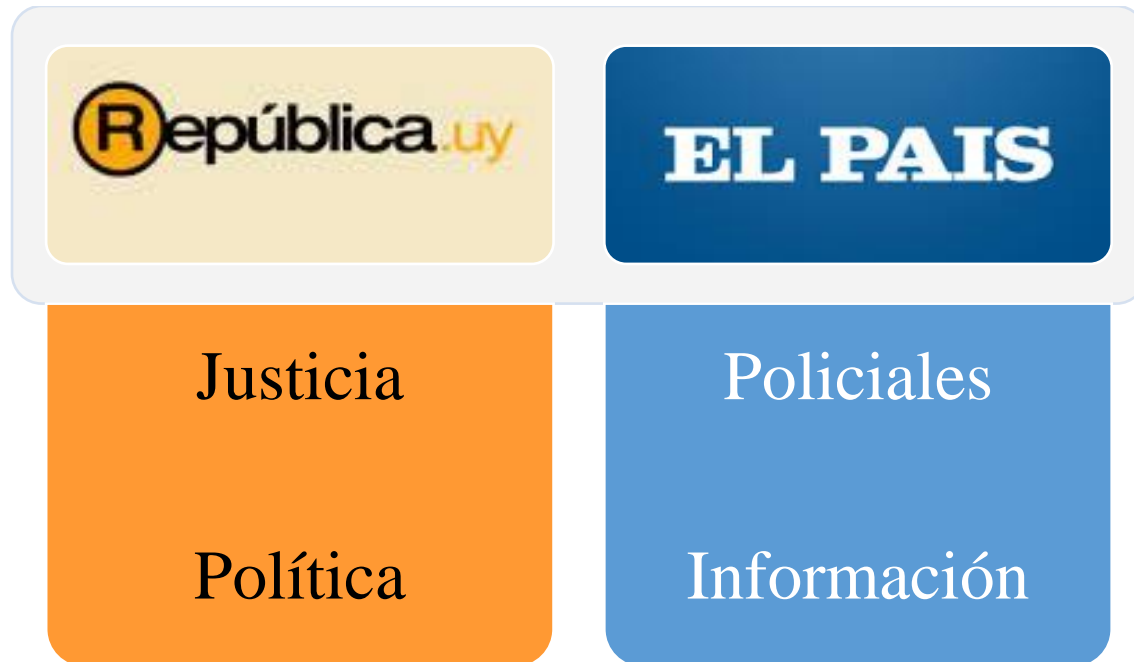 República.uy
EL PAIS
Justicia
Policiales
Política
Información